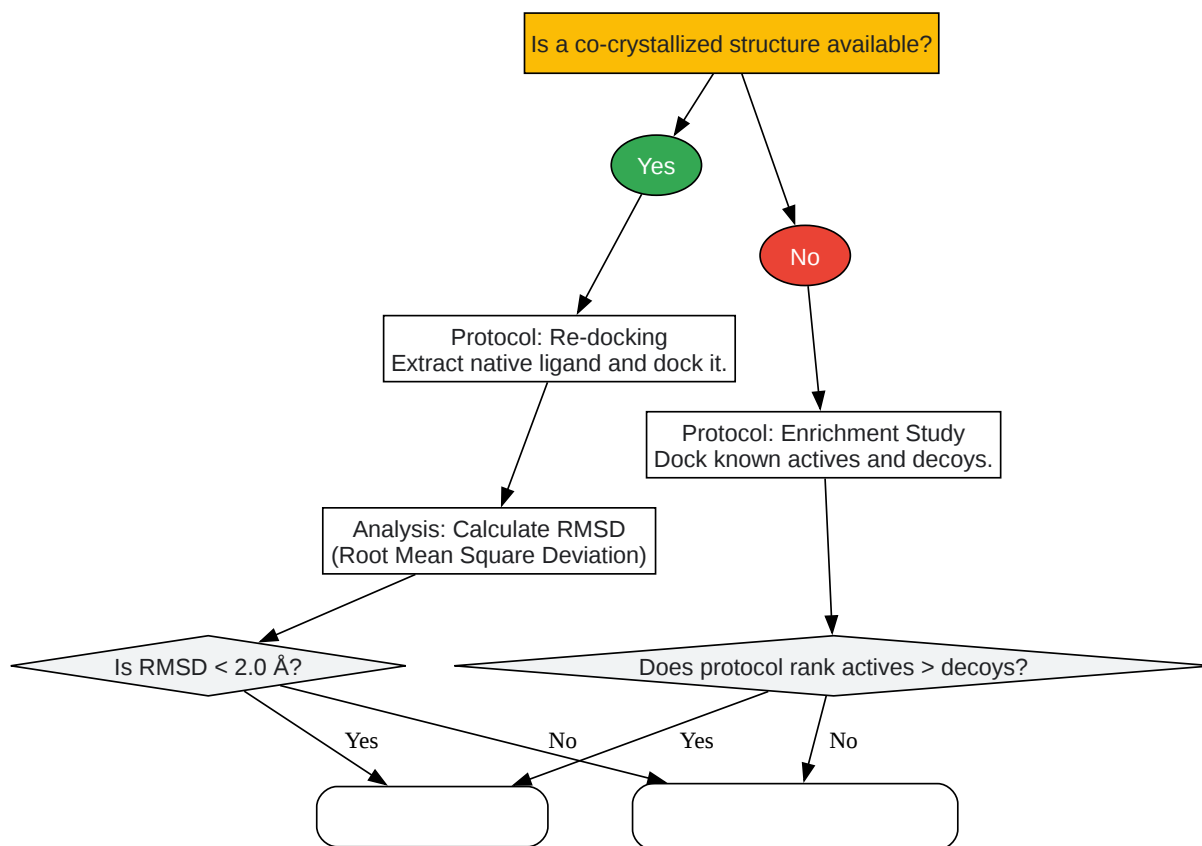 Is a co-crystallized structure available?
Yes
No
Protocol: Re-docking
Extract native ligand and dock it.
Protocol: Enrichment Study
Dock known actives and decoys.
Analysis: Calculate RMSD
(Root Mean Square Deviation)
Is RMSD < 2.0 Å?
Does protocol rank actives > decoys?
Yes
No
Yes
No